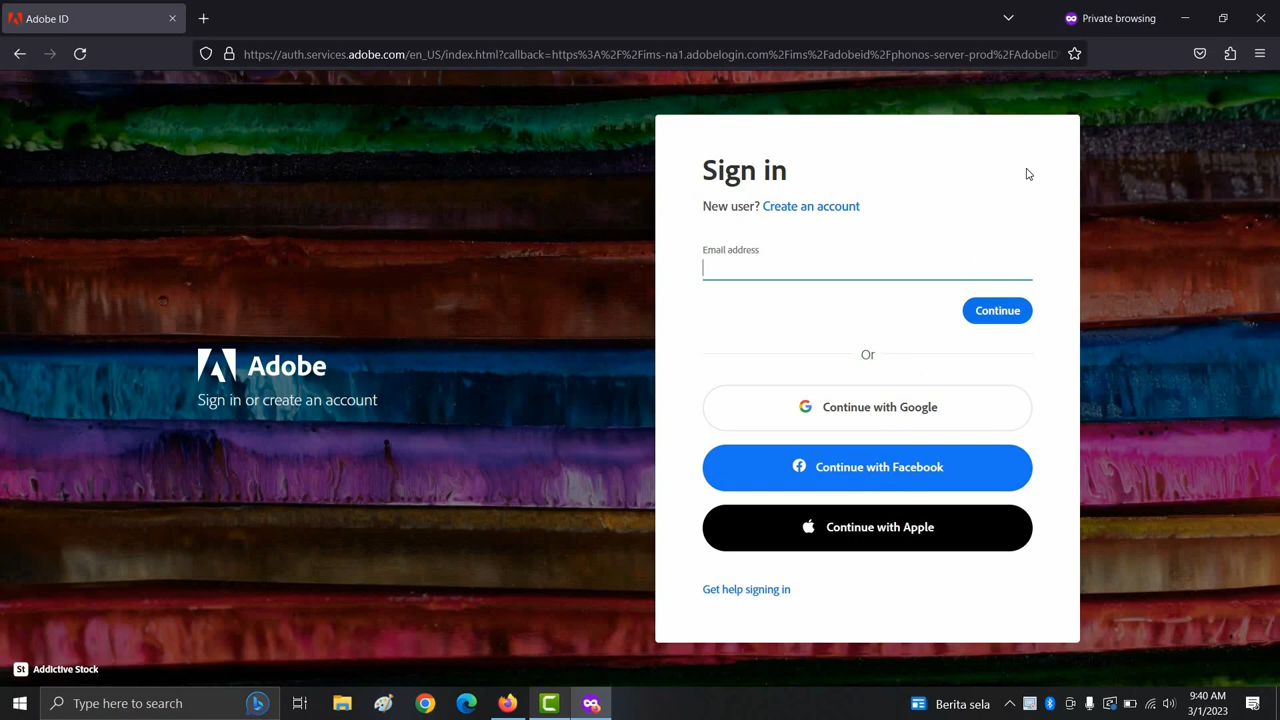 Adobe ID
Private browsing
https://auth.services.adobe.com/en_US/index.html?callback=https%3A%2F%2Fims-na1.adobelogin.com%2Fims%2Fadobeid%2Fphonos-server-prod%2FAdobeID
Sign in
New user? Create an account
Email address
Continue
Or
Continue with Google
Continue with Facebook
Continue with Apple
Get help signing in
Adobe
Sign in or create an account
St Addictive Stock
Type here to search
Berita sela
9:40 AM
3/1/2023